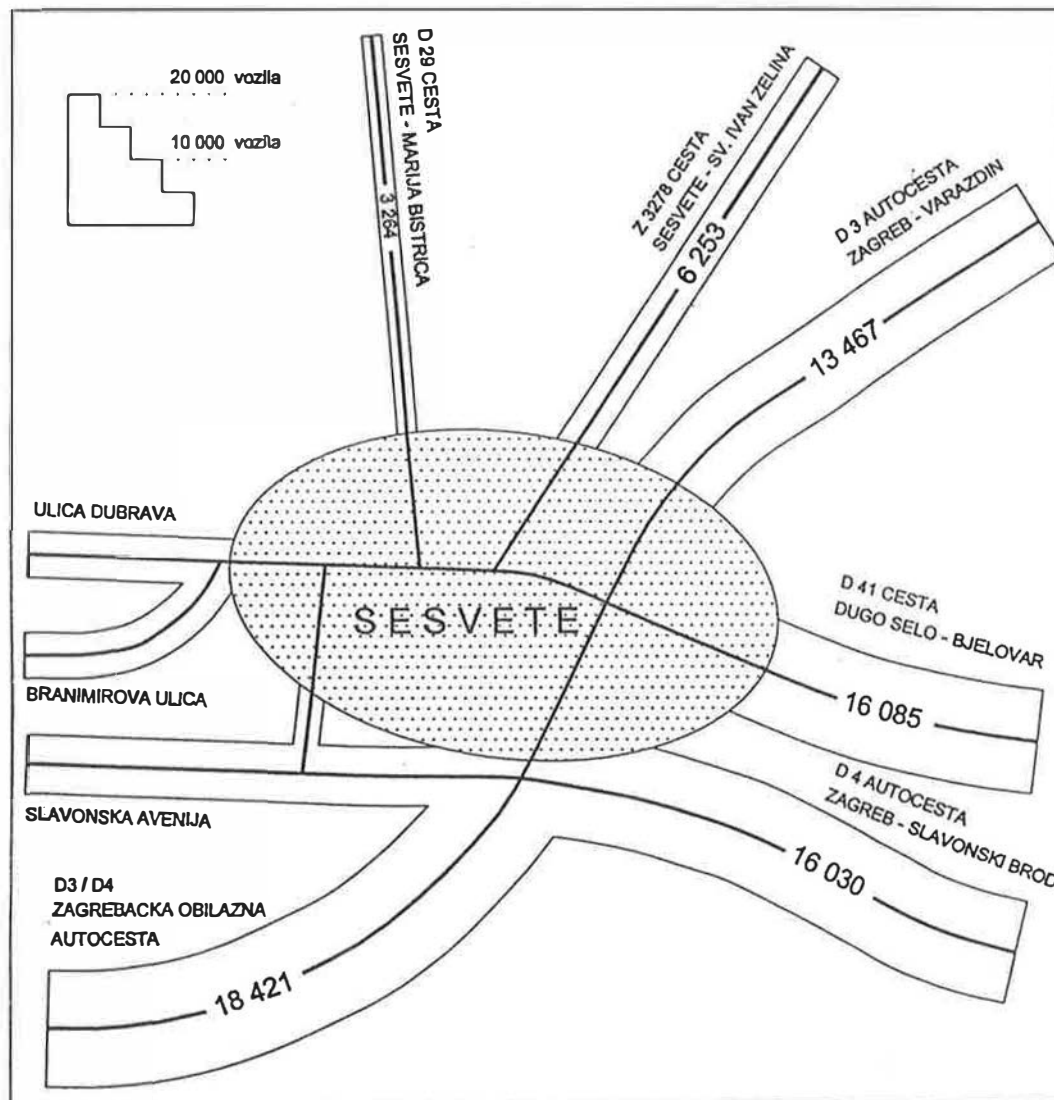 20 000 vozila
10 000 vozila
D 29 CESTA
SESVETE - MARIJA BISTRICA
3 264
Z 3278 CESTA
SESVETE - SV. IVAN ZELINA
6 253
D 3 AUTOCESTA
ZAGREB - VARAZDIN
13 467
ULICA DUBRAVA
SESVETE
BRANIMIROVA ULICA
D 41 CESTA
DUGO SELO - BJELOVAR
16 085
SLAVONSKA AVENIJA
D 4 AUTOCESTA
ZAGREB - SLAVONSKI BROD
16 030
D3 / D4
ZAGREBACKA OBILAZNA
AUTOCESTA
18 421